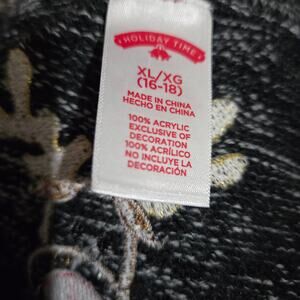 HOLIDAY TIME
XL/XG
(16-18)
MADE IN CHINA
HECHO EN CHINA
100% ACRYLIC
EXCLUSIVE OF
DECORATION
100% ACRÍLICO
NO INCLUYE LA
DECORACIÓN